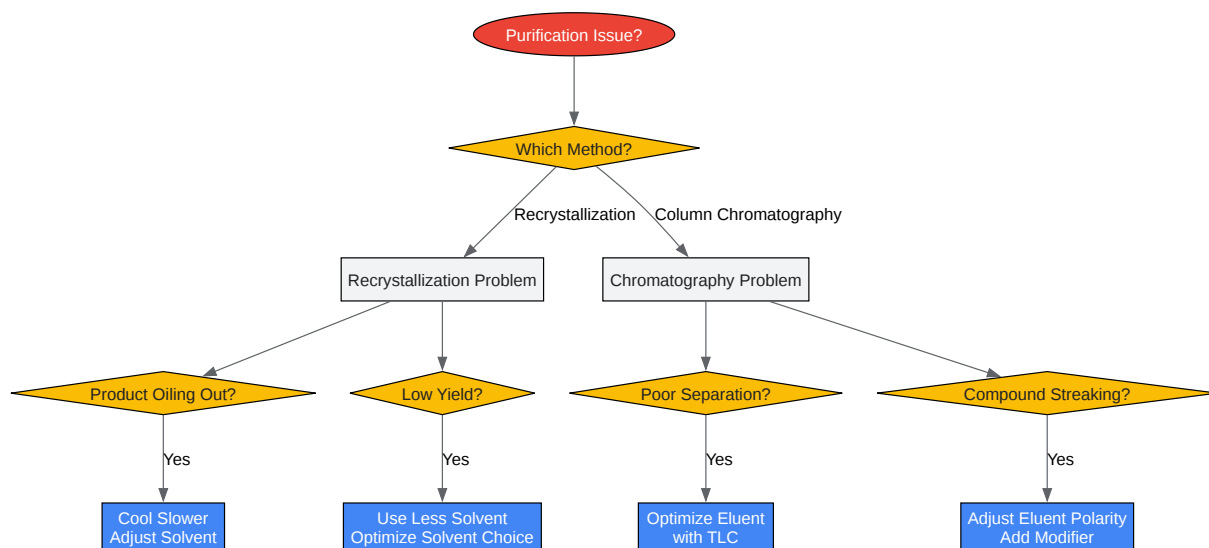 Purification Issue?
Which Method?
Recrystallization
Column Chromatography
Recrystallization Problem
Chromatography Problem
Product Oiling Out?
Low Yield?
Poor Separation?
Compound Streaking?
Yes
Yes
Yes
Yes
Cool Slower
Adjust Solvent
Use Less Solvent
Optimize Solvent Choice
Optimize Eluent
with TLC
Adjust Eluent Polarity
Add Modifier